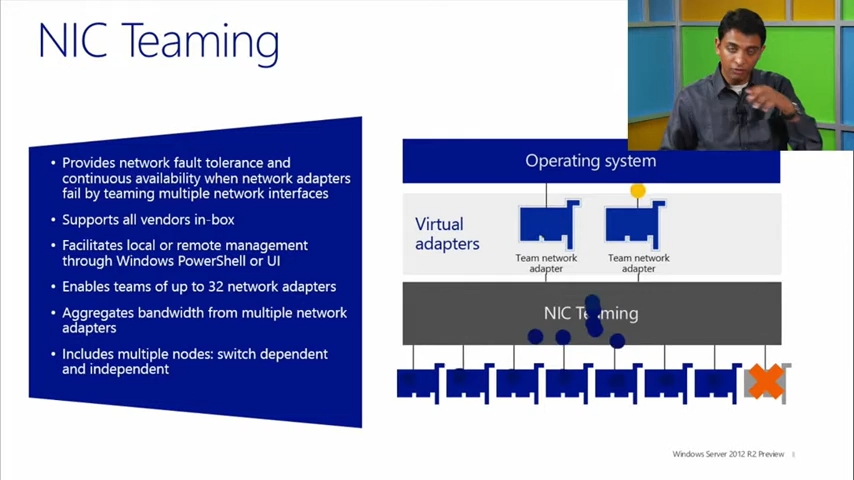 NIC Teaming
• Provides network fault tolerance and
continuous availability when network adapters
fail by teaming multiple network interfaces
• Supports all vendors in-box
• Facilitates local or remote management
through Windows PowerShell or UI
• Enables teams of up to 32 network adapters
• Aggregates bandwidth from multiple network
adapters
• Includes multiple nodes: switch dependent
and independent
Operating system
Virtual
adapters
Team network
adapter
Team network
adapter
NIC Teaming
Windows Server 2012 R2 Preview